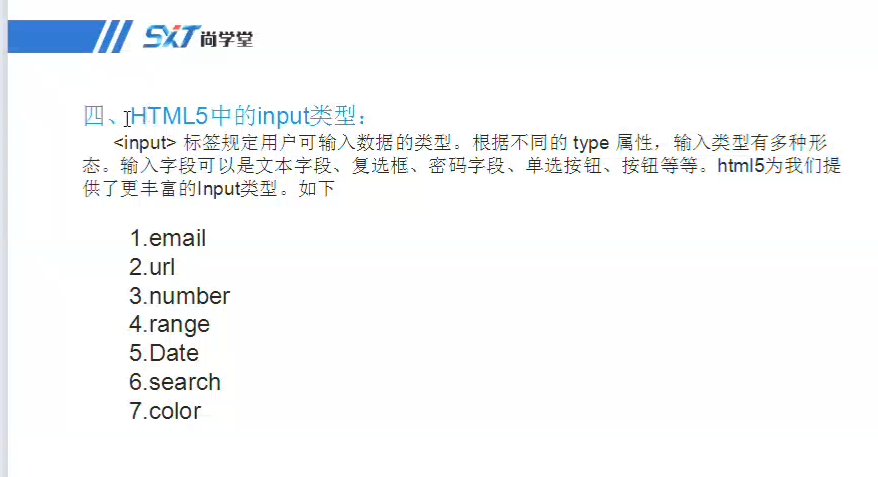 SXT尚学堂
四、HTML5中的input类型：
<input> 标签规定用户可输入数据的类型。根据不同的 type 属性，输入类型有多种形
态。输入字段可以是文本字段、复选框、密码字段、单选按钮、按钮等等。html5为我们提
供了更丰富的Input类型。如下
1.email
2.url
3.number
4.range
5.Date
6.search
7.color